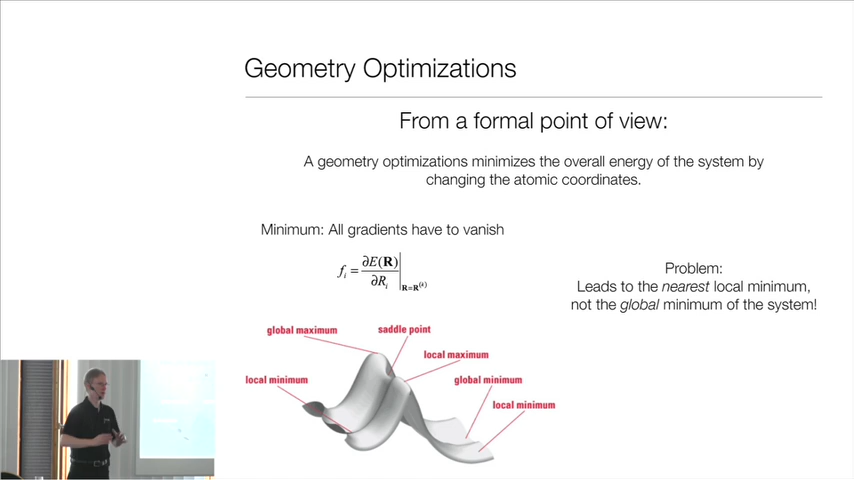 Geometry Optimizations
From a formal point of view:
A geometry optimizations minimizes the overall energy of the system by
changing the atomic coordinates.
Minimum: All gradients have to vanish
f_i = ∂E(R)/∂R_i |_{R=R^(k)}
Problem:
Leads to the nearest local minimum,
not the global minimum of the system!
global maximum
saddle point
local maximum
local minimum
global minimum
local minimum